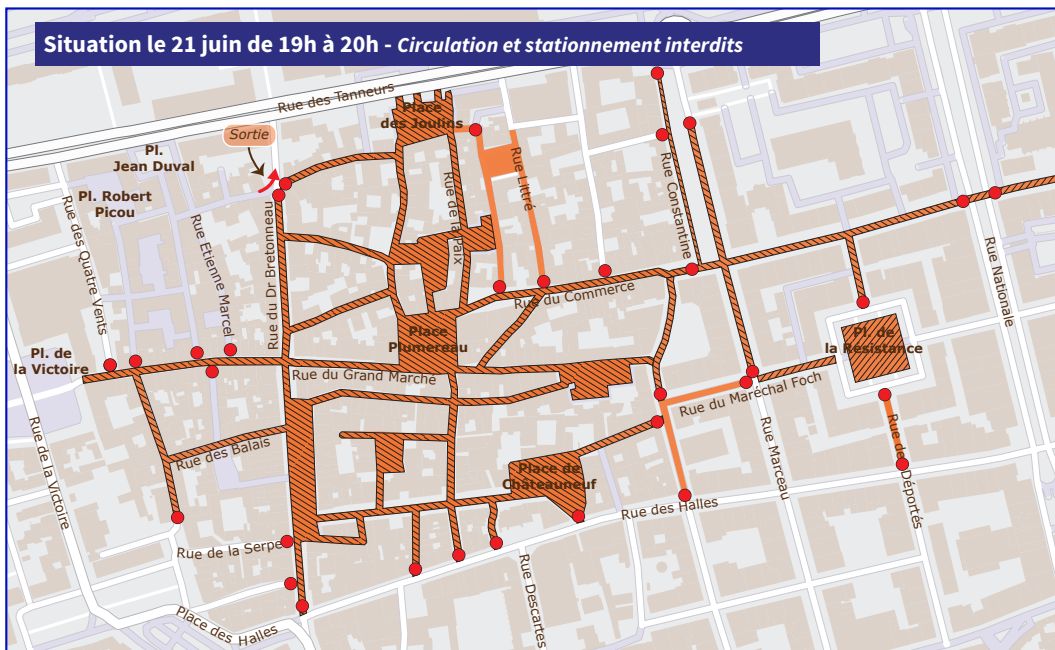 Situation le 21 juin de 19h à 20h - Circulation et stationnement interdits
Rue des Tanneurs
Place
des Joulins
Sortie
Pl.
Jean Duval
Pl. Robert
Picou
Rue des Quatre Vents
Rue Etienne Marcel
Rue du Dr Bretonneau
Rue de la Paix
Rue Littré
Rue Constantine
Rue Nationale
Rue du Commerce
Place
Plumereau
Pl. de
la Victoire
Rue du Grand Marche
Pl. de
la Résistance
Rue du Maréchal Foch
Rue Marceau
Rue des Déportés
Rue des Balais
Rue de la Victoire
Place de
Châteauneuf
Rue des Halles
Rue de la Serpe
Rue Descartes
Place des Halles